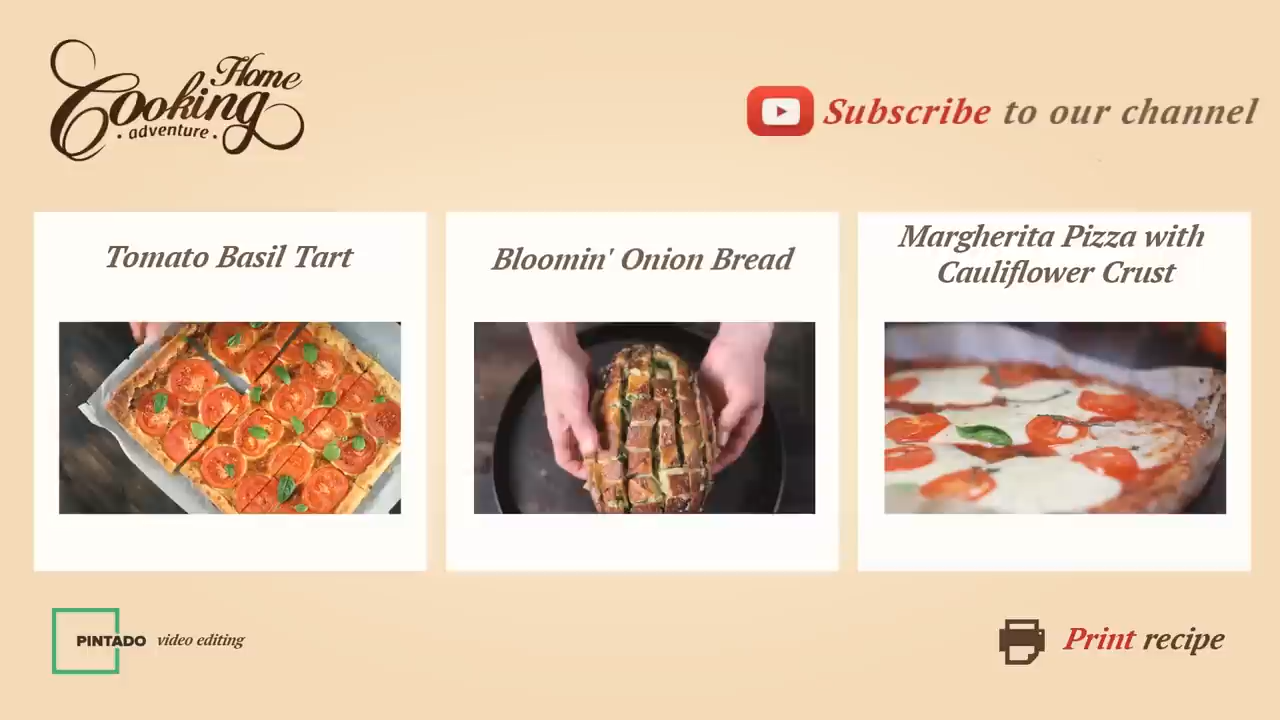 Home
Cooking
adventure
Subscribe to our channel
Tomato Basil Tart
Bloomin' Onion Bread
Margherita Pizza with
Cauliflower Crust
PINTADO video editing
Print recipe